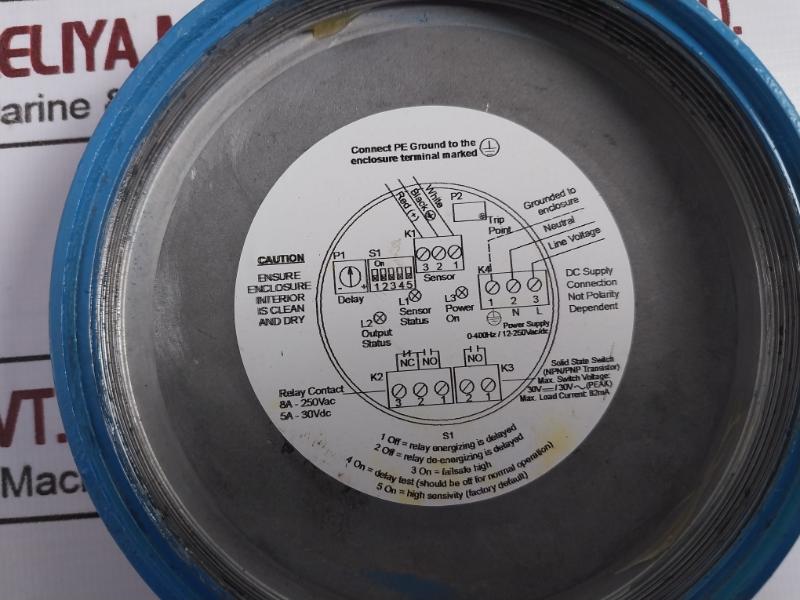 ELIYA M
D.
arine &
VT.
Mach
Connect PE Ground to the
enclosure terminal marked
White
Black
Red (+)
P2
Trip
Point
Grounded to
enclosure
Neutral
Line Voltage
K1
3 2 1
Sensor
P1
- +
Delay
S1
On
1 2 3 4 5
CAUTION
ENSURE
ENCLOSURE
INTERIOR
IS CLEAN
AND DRY
L1
Sensor
Status
L3
Power
On
L2
Output
Status
K4
1 2 3
N L
Power Supply
0-400Hz / 12-250Vac/dc
DC Supply
Connection
Not Polarity
Dependent
NC NO
NO
K2
3 2 1
K3
2 1
Relay Contact
8A - 250Vac
5A - 30Vdc
Solid State Switch
(NPN/PNP Transistor)
Max. Switch Voltage:
30V⎓/30V∿(PEAK)
Max. Load Current: 82mA
S1
1 Off = relay energizing is delayed
2 Off = relay de-energizing is delayed
3 On = failsafe high
4 On = delay test (should be off for normal operation)
5 On = high sensivity (factory default)